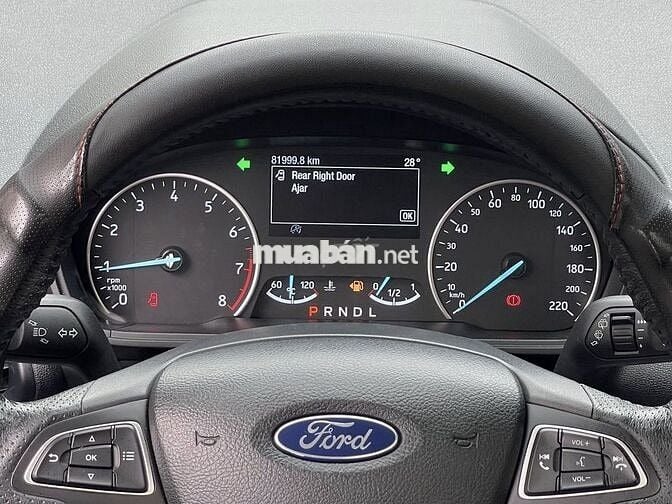 81999.8 km 28°
Rear Right Door
Ajar
OK
muabán.net
1 2 3 4 5 6 7 8
rpm
x1000
0
60 120
0 1/2 1
P R N D L
0 10 20 40 60 80 100 120 140 160 180 200 220
km/h
Ford
OK
VOL+
VOL-